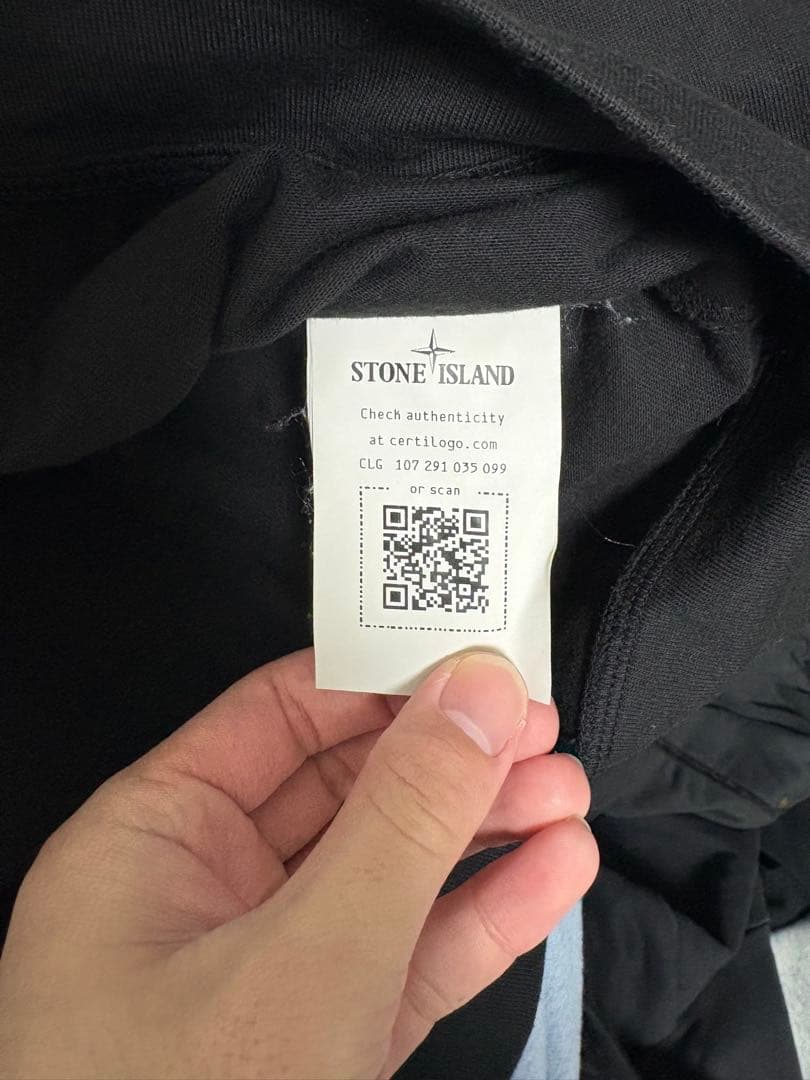 STONE ISLAND
Check authenticity
at certilogo.com
CLG 107 291 035 099
or scan